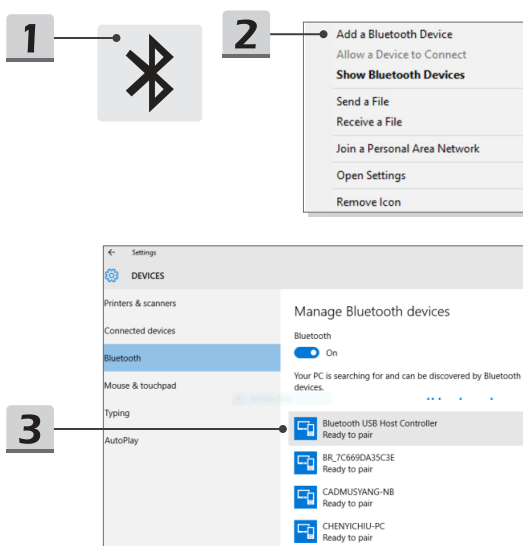 1
2
Add a Bluetooth Device
Allow a Device to Connect
Show Bluetooth Devices
Send a File
Receive a File
Join a Personal Area Network
Open Settings
Remove Icon
← Settings
DEVICES
Printers & scanners
Connected devices
Bluetooth
Mouse & touchpad
Typing
AutoPlay
Manage Bluetooth devices
Bluetooth
On
Your PC is searching for and can be discovered by Bluetooth
devices.
3
Bluetooth USB Host Controller
Ready to pair
BR_7C669DA35C3E
Ready to pair
CADMUSYANG-NB
Ready to pair
CHENYICHIU-PC
Ready to pair